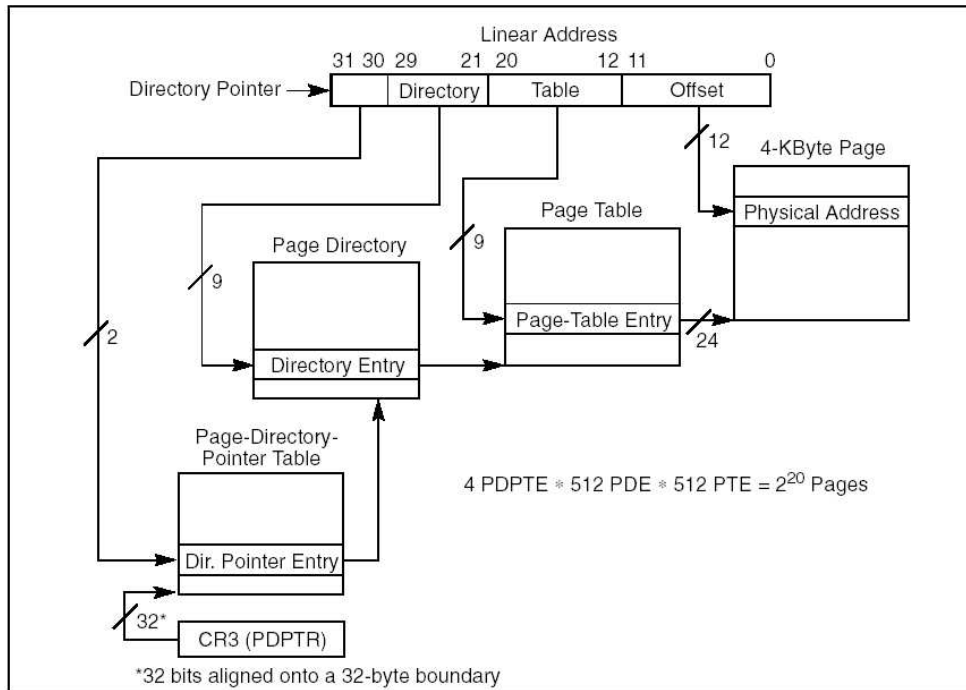 Linear Address
31 30 29 21 20 12 11 0
Directory Pointer
Directory Table Offset
12
4-KByte Page
Physical Address
Page Table
9
Page-Table Entry
24
Page Directory
9
Directory Entry
2
Page-Directory-
Pointer Table
Dir. Pointer Entry
4 PDPTE * 512 PDE * 512 PTE = 2²⁰ Pages
32*
CR3 (PDPTR)
*32 bits aligned onto a 32-byte boundary